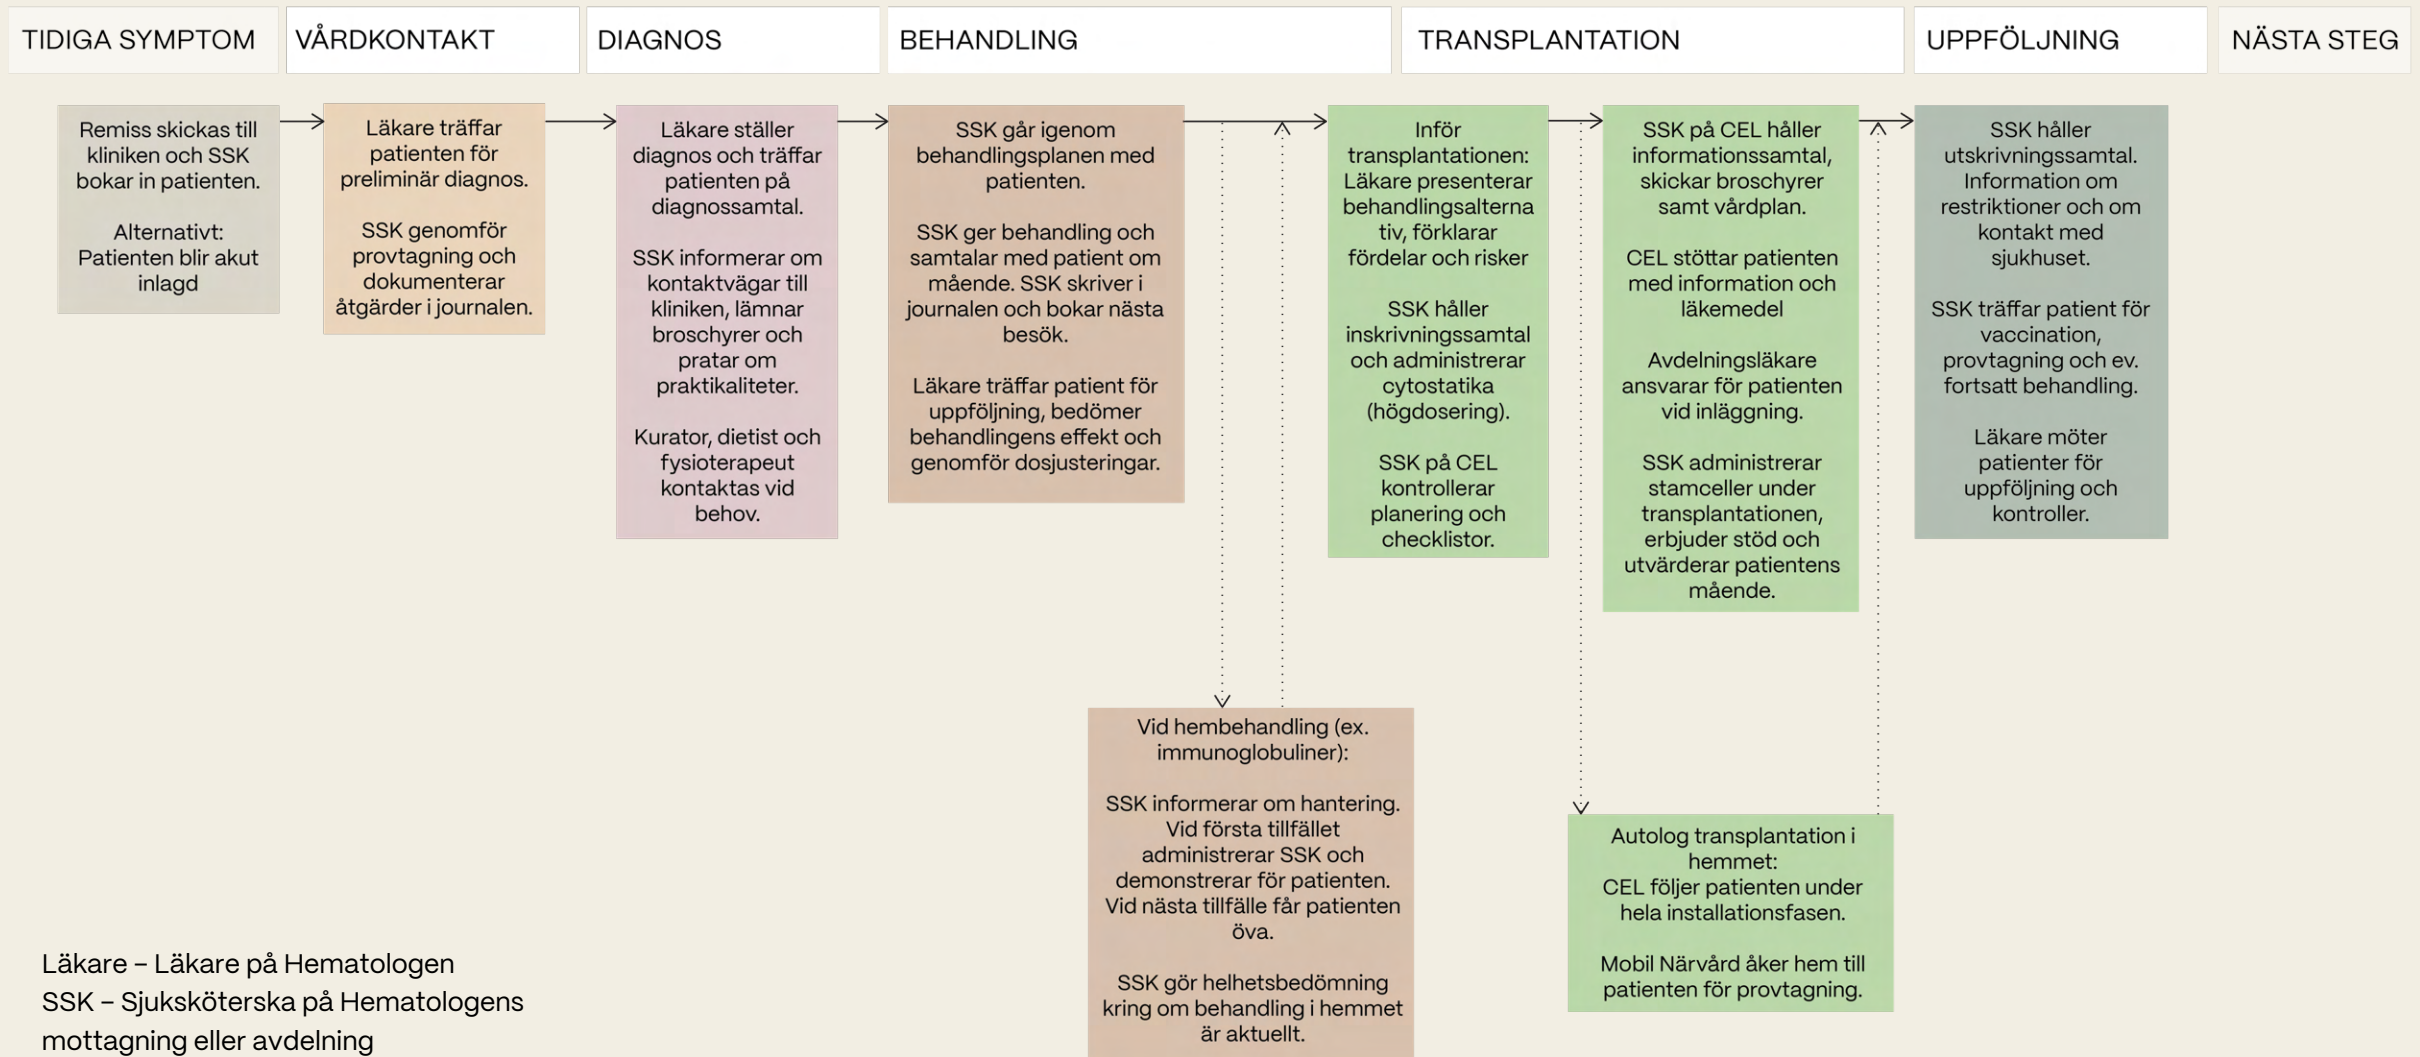 TIDIGA SYMPTOM
VÅRDKONTAKT
DIAGNOS
BEHANDLING
TRANSPLANTATION
UPPFÖLJNING
NÄSTA STEG
Remiss skickas till
kliniken och SSK
bokar in patienten.
Alternativt:
Patienten blir akut
inlagd
Läkare träffar
patienten för
preliminär diagnos.
SSK genomför
provtagning och
dokumenterar
åtgärder i journalen.
Läkare ställer
diagnos och träffar
patienten på
diagnossamtal.
SSK informerar om
kontaktvägar till
kliniken, lämnar
broschyrer och
pratar om
praktikaliteter.
Kurator, dietist och
fysioterapeut
kontaktas vid
behov.
SSK går igenom
behandlingsplanen med
patienten.
SSK ger behandling och
samtalar med patient om
mående. SSK skriver i
journalen och bokar nästa
besök.
Läkare träffar patient för
uppföljning, bedömer
behandlingens effekt och
genomför dosjusteringar.
Inför
transplantationen:
Läkare presenterar
behandlingsalterna
tiv, förklarar
fördelar och risker
SSK håller
inskrivningssamtal
och administrerar
cytostatika
(högdosering).
SSK på CEL
kontrollerar
planering och
checklistor.
SSK på CEL håller
informationssamtal,
skickar broschyrer
samt vårdplan.
CEL stöttar patienten
med information och
läkemedel
Avdelningsläkare
ansvarar för patienten
vid inläggning.
SSK administrerar
stamceller under
transplantationen,
erbjuder stöd och
utvärderar patientens
mående.
SSK håller
utskrivningssamtal.
Information om
restriktioner och om
kontakt med
sjukhuset.
SSK träffar patient för
vaccination,
provtagning och ev.
fortsatt behandling.
Läkare möter
patienter för
uppföljning och
kontroller.
Vid hembehandling (ex.
immunoglobuliner):
SSK informerar om hantering.
Vid första tillfället
administrerar SSK och
demonstrerar för patienten.
Vid nästa tillfälle får patienten
öva.
SSK gör helhetsbedömning
kring om behandling i hemmet
är aktuellt.
Autolog transplantation i
hemmet:
CEL följer patienten under
hela installationsfasen.
Mobil Närvård åker hem till
patienten för provtagning.
Läkare – Läkare på Hematologen
SSK – Sjuksköterska på Hematologens
mottagning eller avdelning